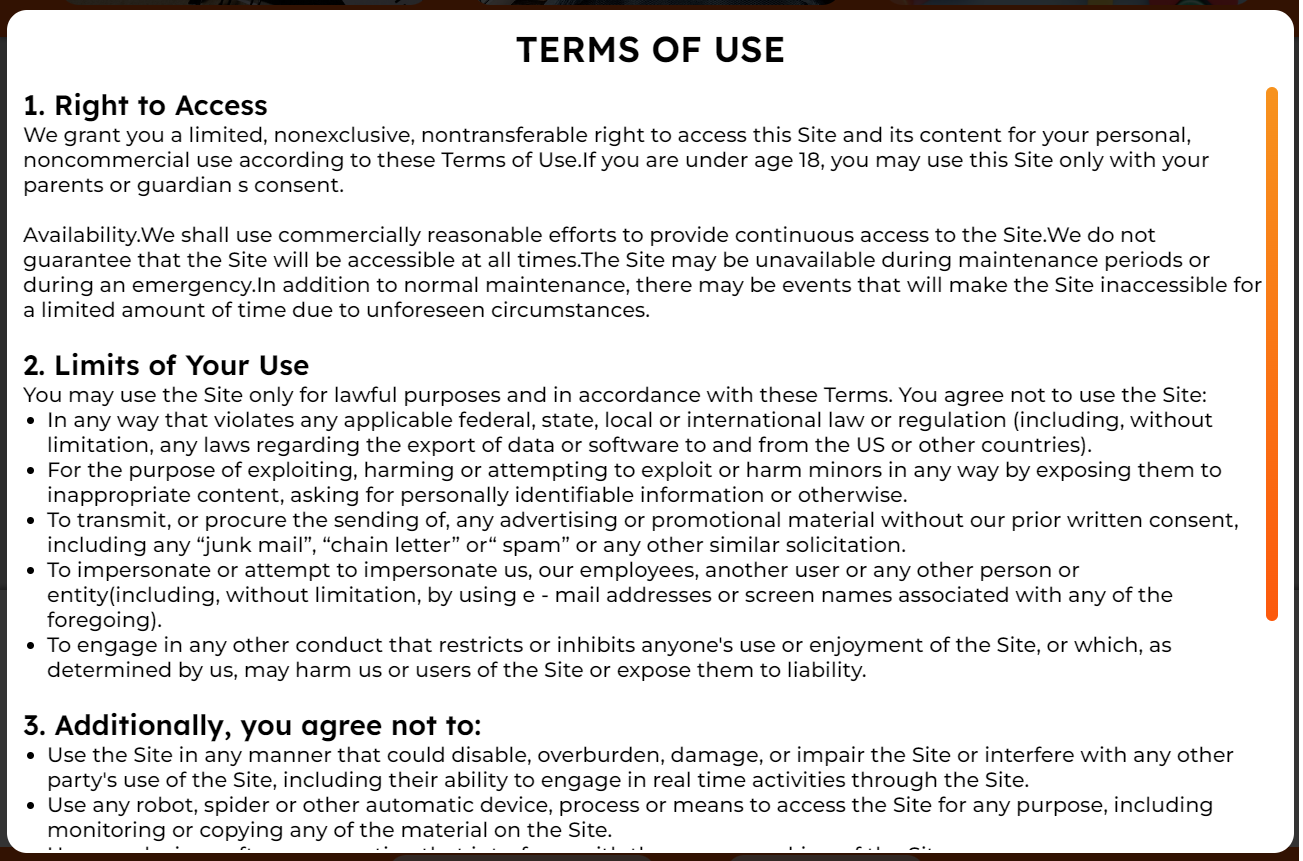 TERMS OF USE
1. Right to Access
We grant you a limited, nonexclusive, nontransferable right to access this Site and its content for your personal,
noncommercial use according to these Terms of Use.If you are under age 18, you may use this Site only with your
parents or guardian s consent.
Availability.We shall use commercially reasonable efforts to provide continuous access to the Site.We do not
guarantee that the Site will be accessible at all times.The Site may be unavailable during maintenance periods or
during an emergency.In addition to normal maintenance, there may be events that will make the Site inaccessible for
a limited amount of time due to unforeseen circumstances.
2. Limits of Your Use
You may use the Site only for lawful purposes and in accordance with these Terms. You agree not to use the Site:
• In any way that violates any applicable federal, state, local or international law or regulation (including, without
limitation, any laws regarding the export of data or software to and from the US or other countries).
• For the purpose of exploiting, harming or attempting to exploit or harm minors in any way by exposing them to
inappropriate content, asking for personally identifiable information or otherwise.
• To transmit, or procure the sending of, any advertising or promotional material without our prior written consent,
including any “junk mail”, “chain letter” or“ spam” or any other similar solicitation.
• To impersonate or attempt to impersonate us, our employees, another user or any other person or
entity(including, without limitation, by using e - mail addresses or screen names associated with any of the
foregoing).
• To engage in any other conduct that restricts or inhibits anyone's use or enjoyment of the Site, or which, as
determined by us, may harm us or users of the Site or expose them to liability.
3. Additionally, you agree not to:
• Use the Site in any manner that could disable, overburden, damage, or impair the Site or interfere with any other
party's use of the Site, including their ability to engage in real time activities through the Site.
• Use any robot, spider or other automatic device, process or means to access the Site for any purpose, including
monitoring or copying any of the material on the Site.